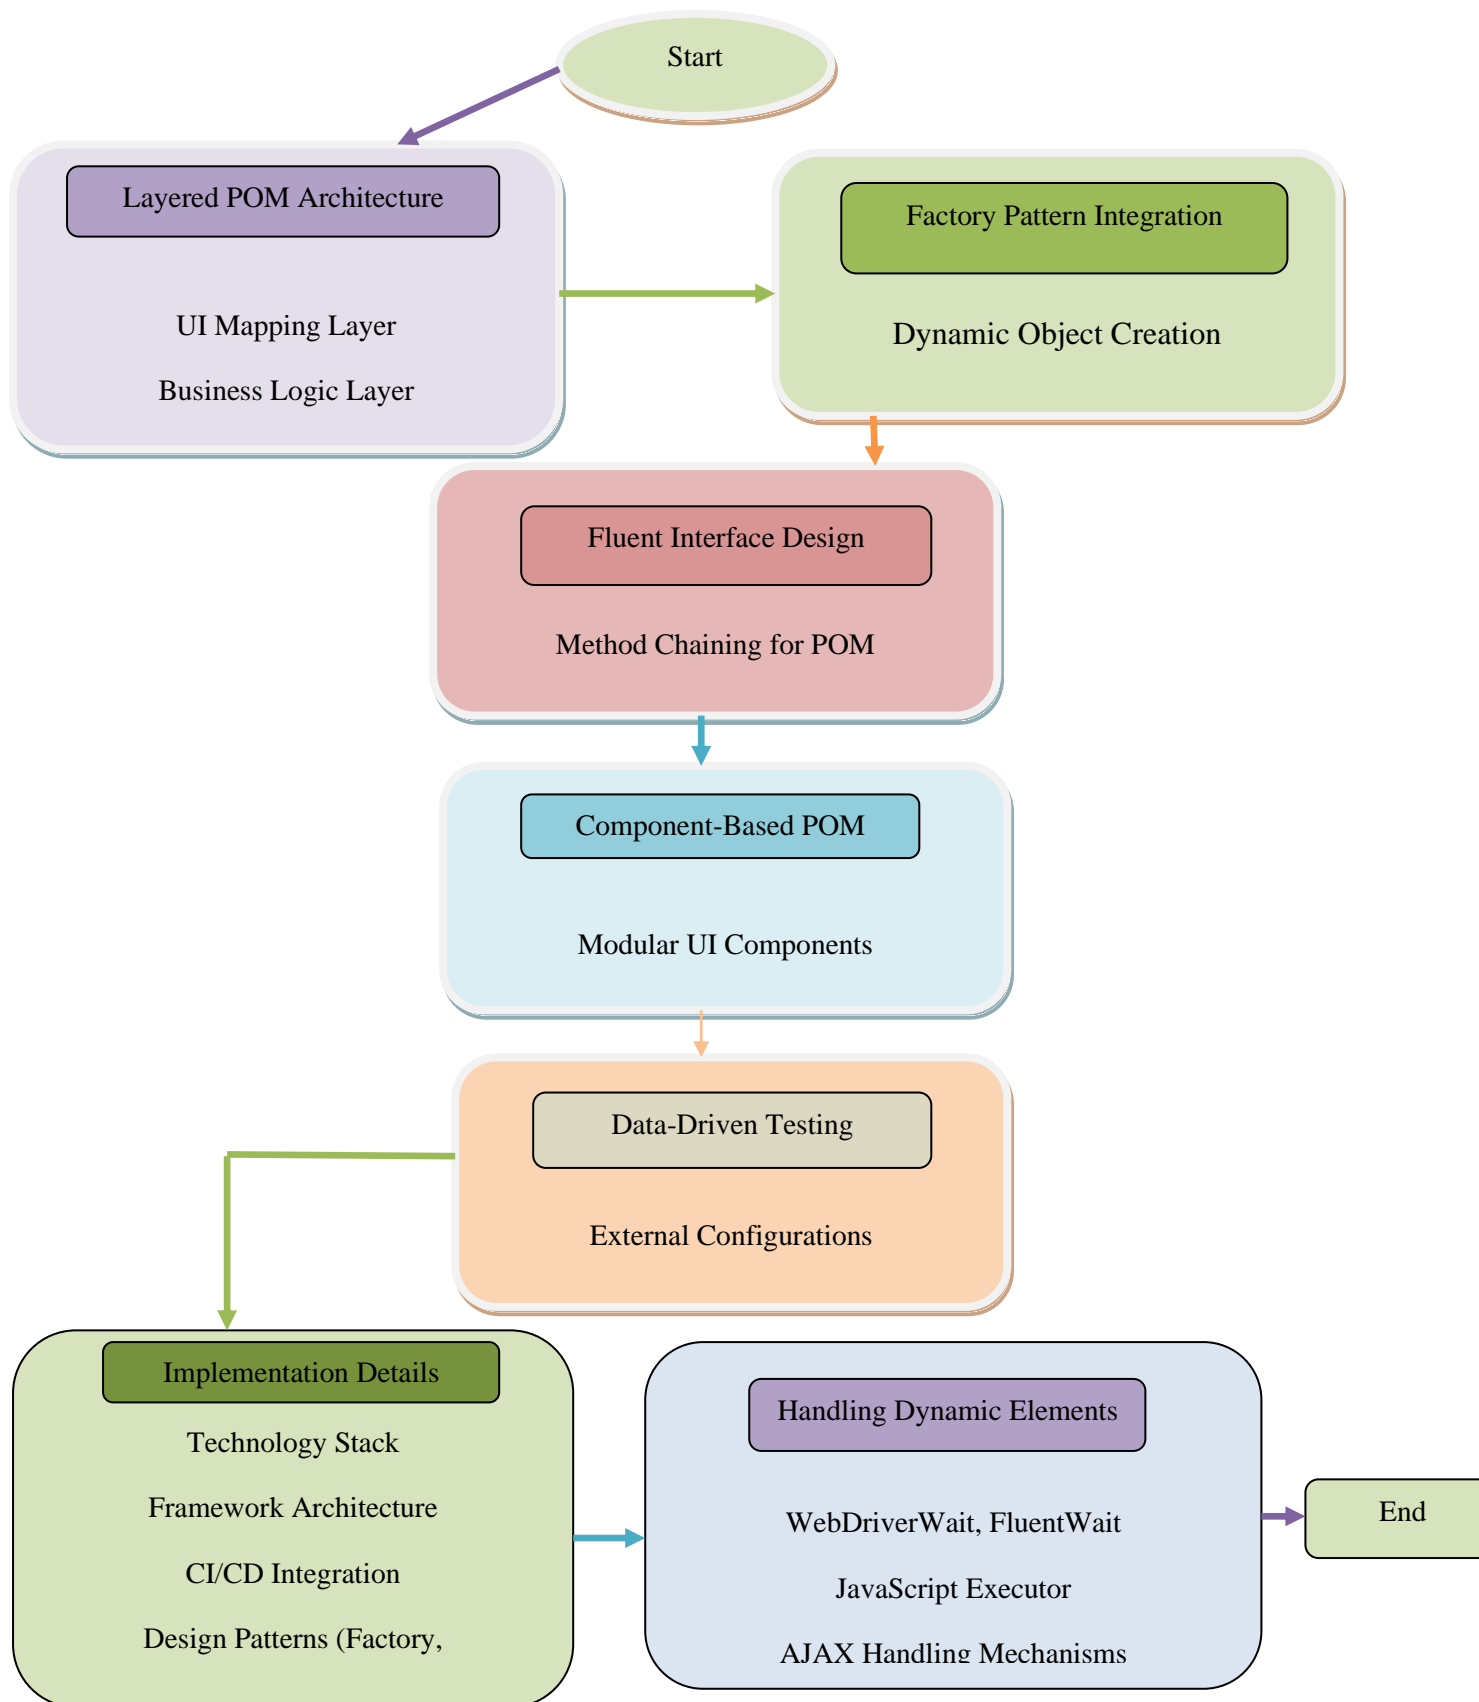 Start
Layered POM Architecture
UI Mapping Layer
Business Logic Layer
Factory Pattern Integration
Dynamic Object Creation
Fluent Interface Design
Method Chaining for POM
Component-Based POM
Modular UI Components
Data-Driven Testing
External Configurations
Implementation Details
Technology Stack
Framework Architecture
CI/CD Integration
Design Patterns (Factory,
Handling Dynamic Elements
WebDriverWait, FluentWait
JavaScript Executor
AJAX Handling Mechanisms
End